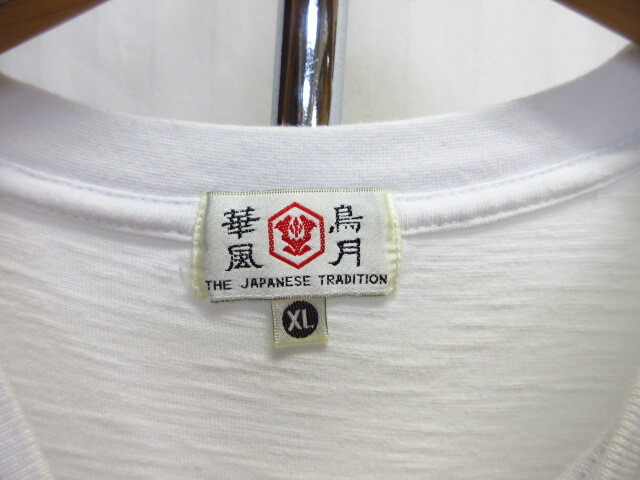 華鳥
風月
THE JAPANESE TRADITION
XL